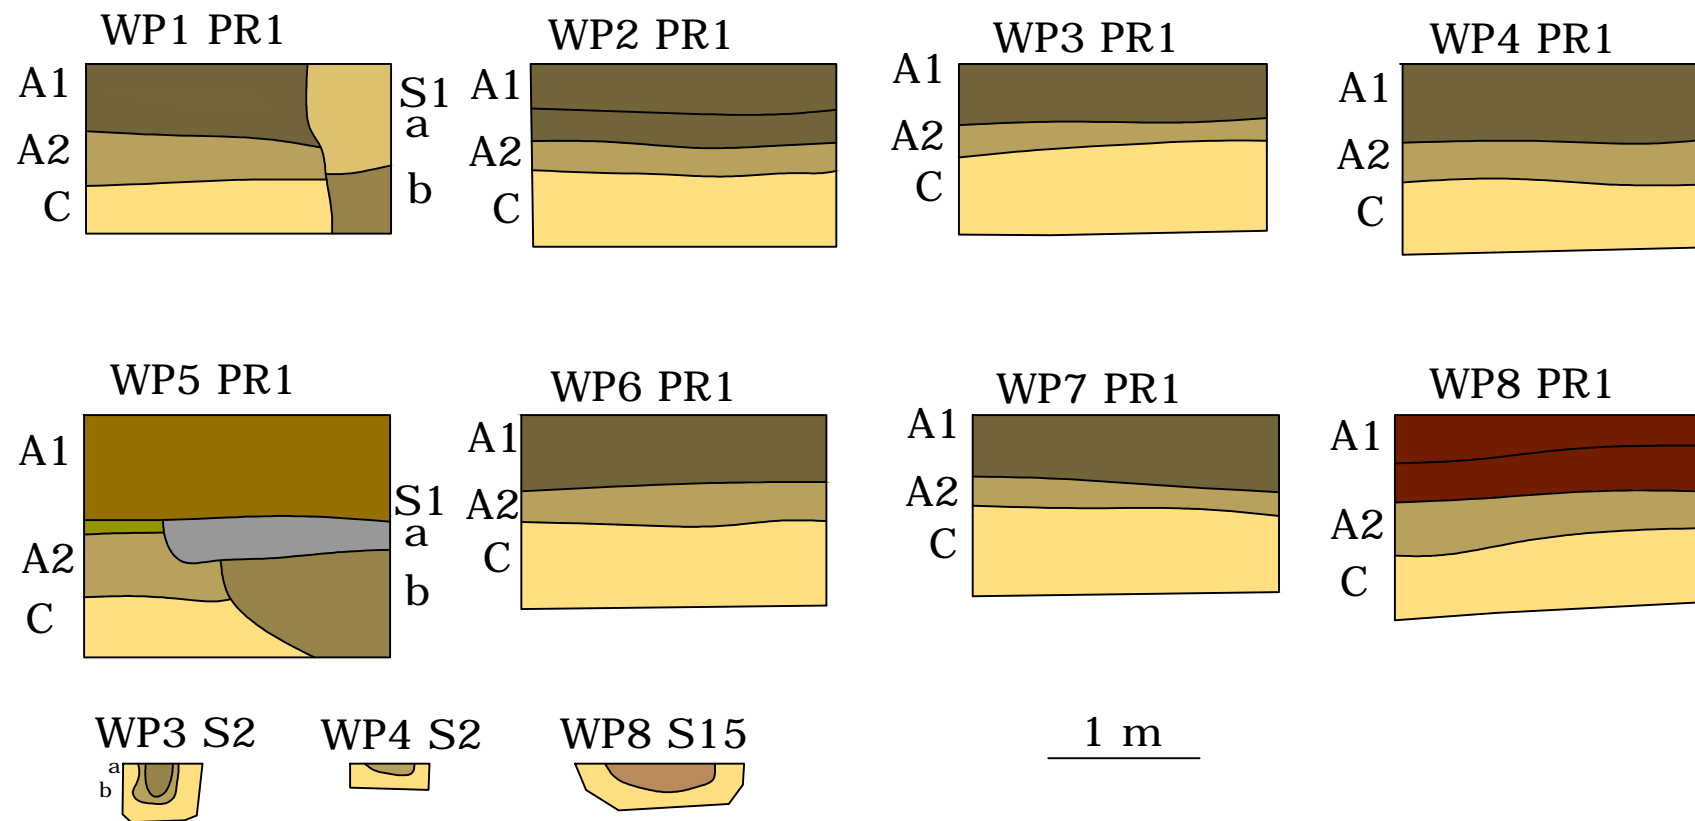 WP1 PR1
A1
A2
C
S1
a
b
WP2 PR1
A1
A2
C
WP3 PR1
A1
A2
C
WP4 PR1
A1
A2
C
WP5 PR1
A1
A2
C
S1
a
b
WP6 PR1
A1
A2
C
WP7 PR1
A1
A2
C
WP8 PR1
A1
A2
C
WP3 S2
a
b
WP4 S2
WP8 S15
1 m